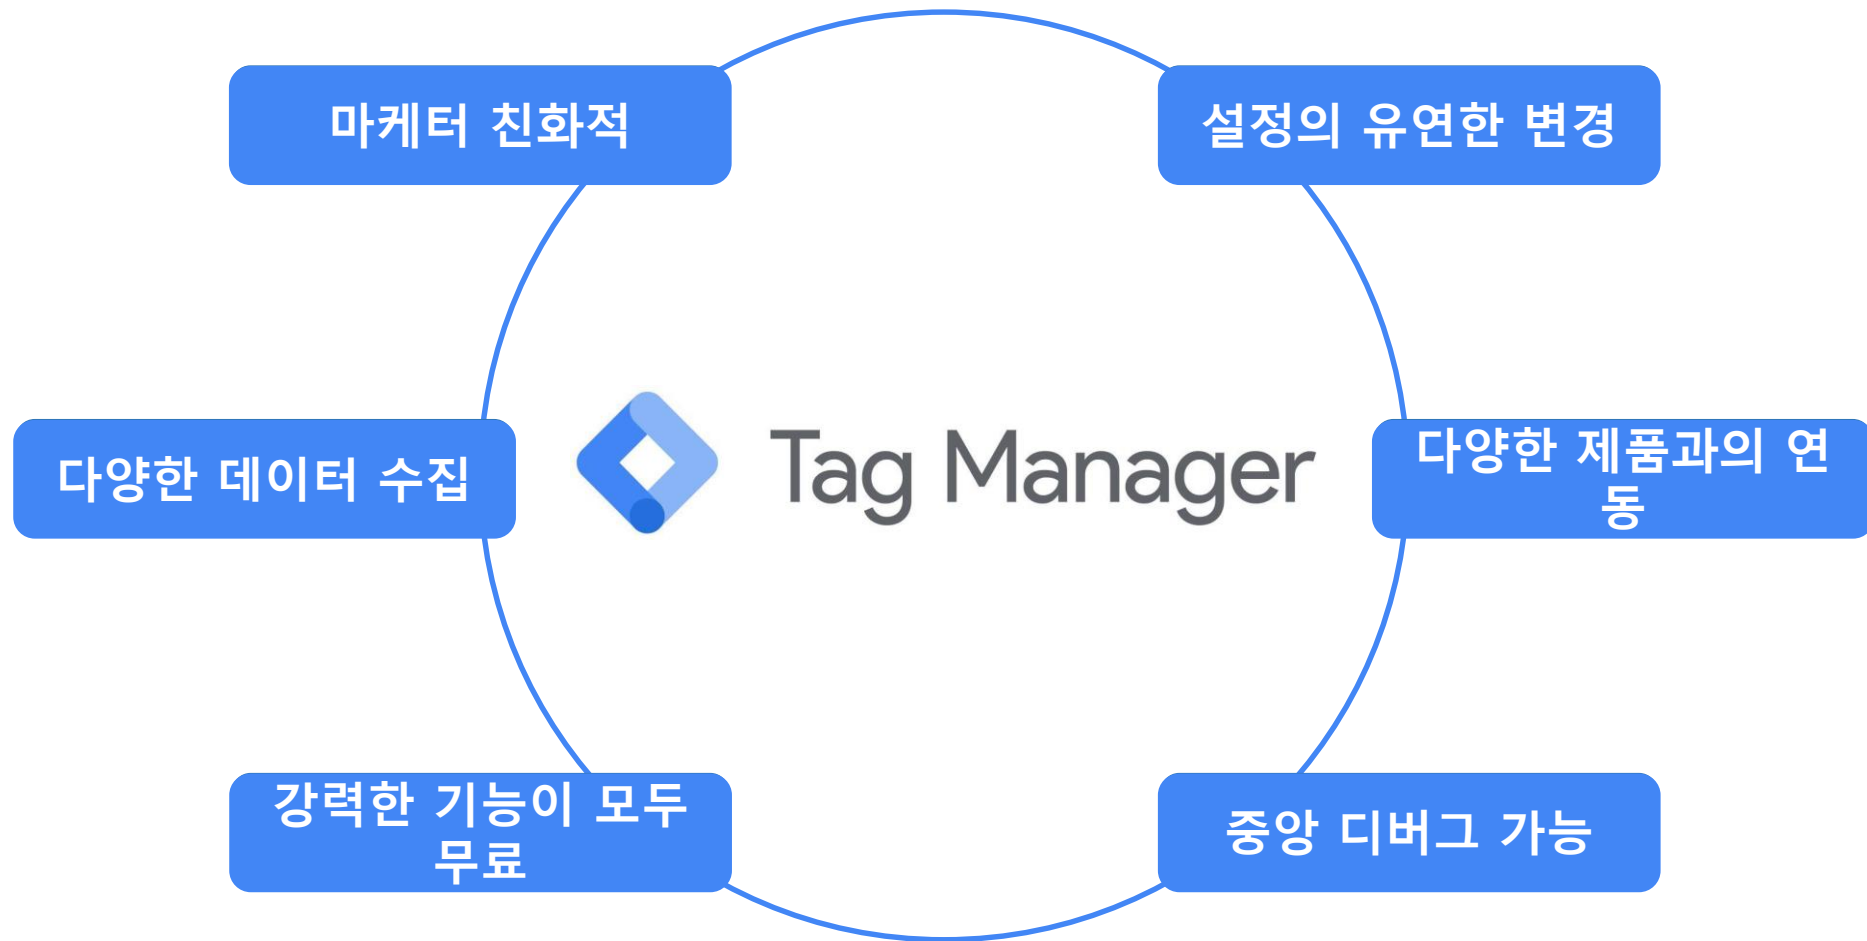 마케터 친화적
설정의 유연한 변경
다양한 데이터 수집
Tag Manager
다양한 제품과의 연
동
강력한 기능이 모두
무료
중앙 디버그 가능